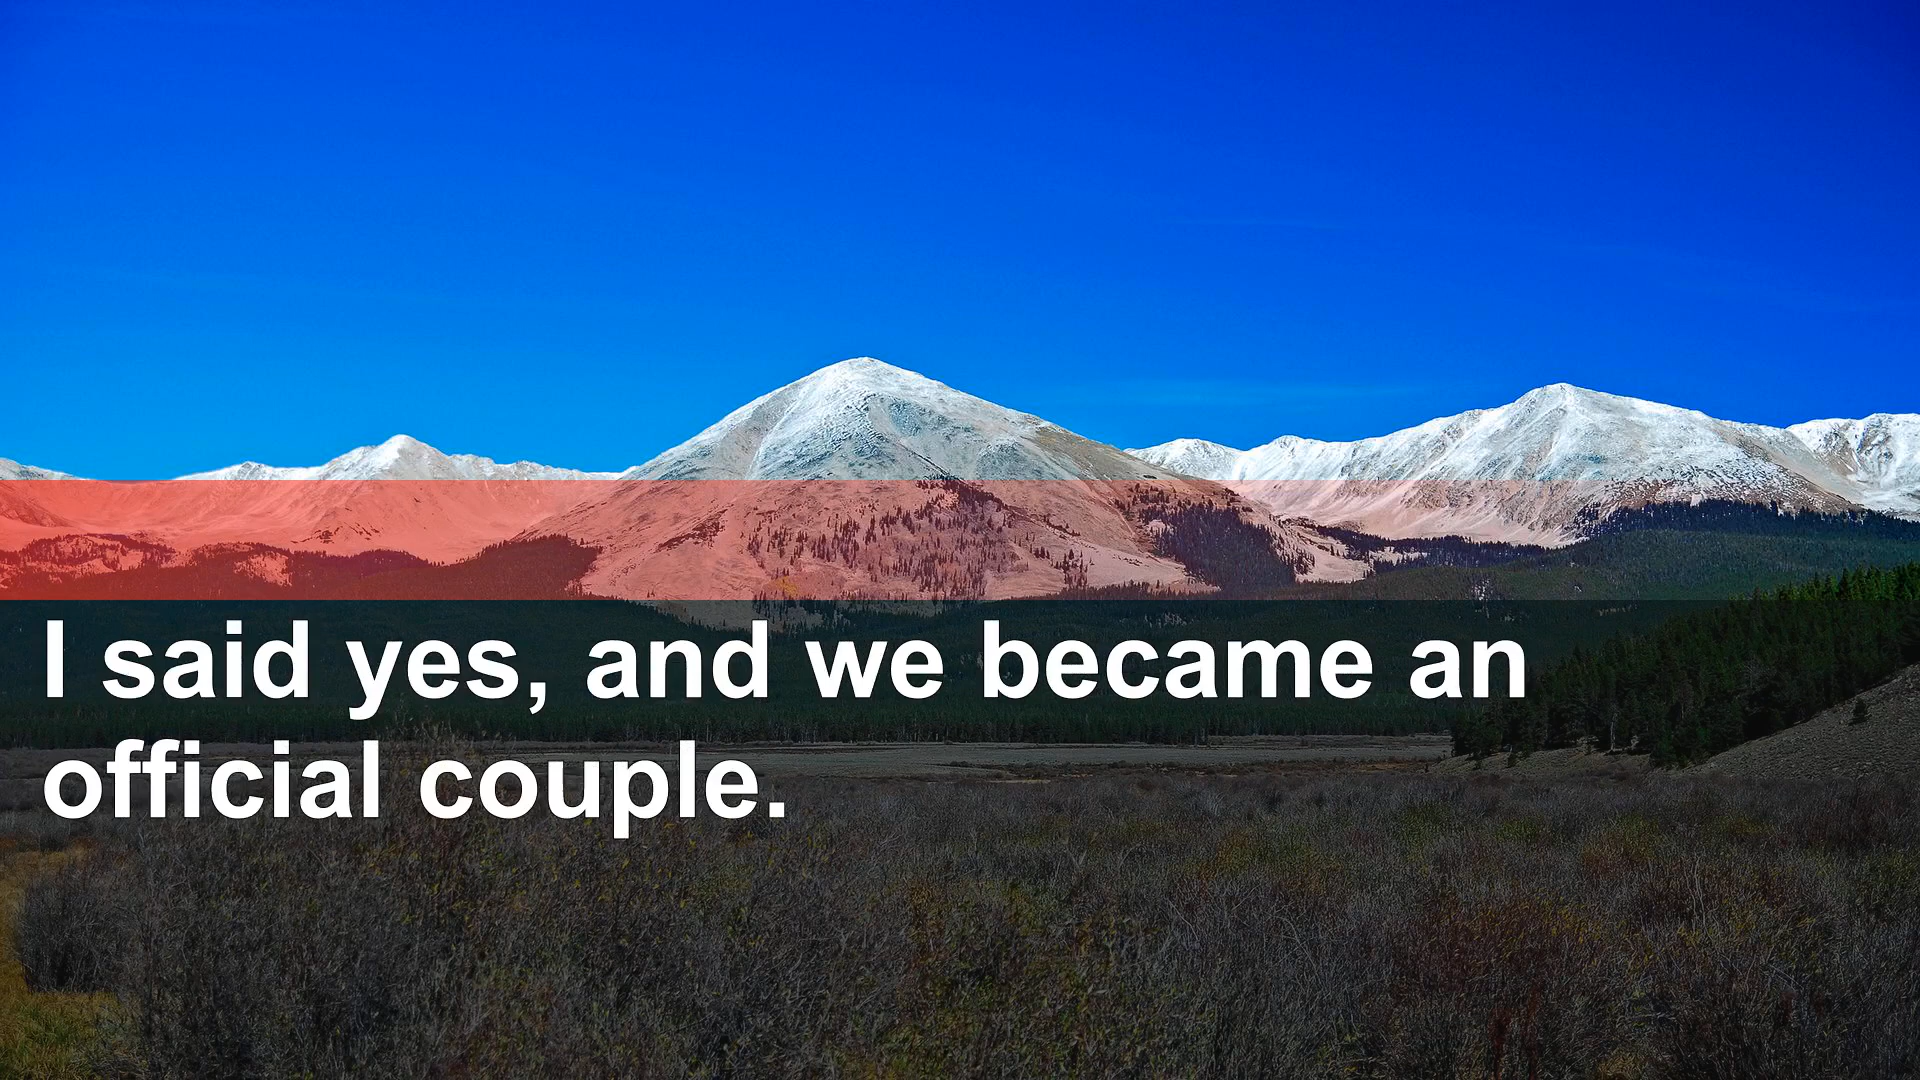 I said yes, and we became an
official couple.